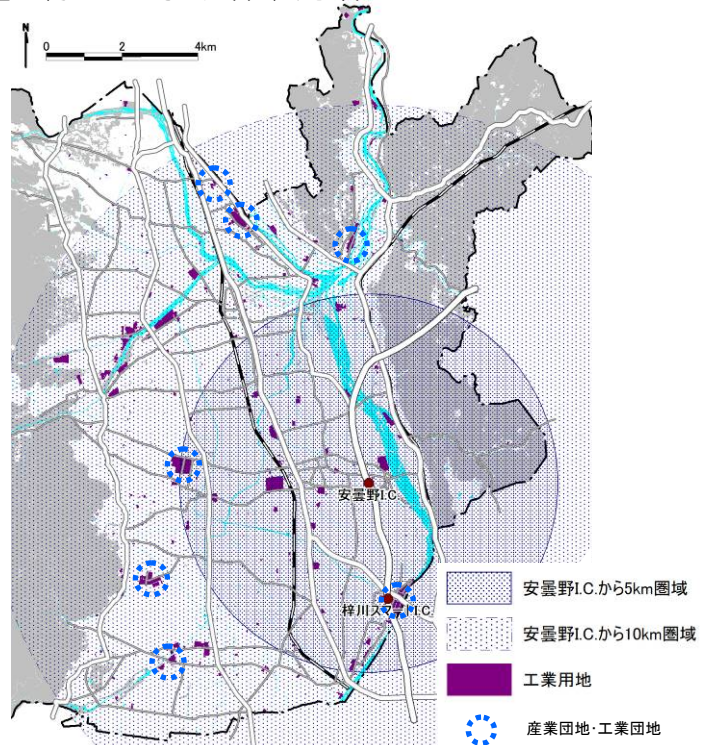 N
0 2 4km
安曇野I.C
梓川スマートI.C
安曇野I.C.から5km圏域
安曇野I.C.から10km圏域
工業用地
産業団地・工業団地